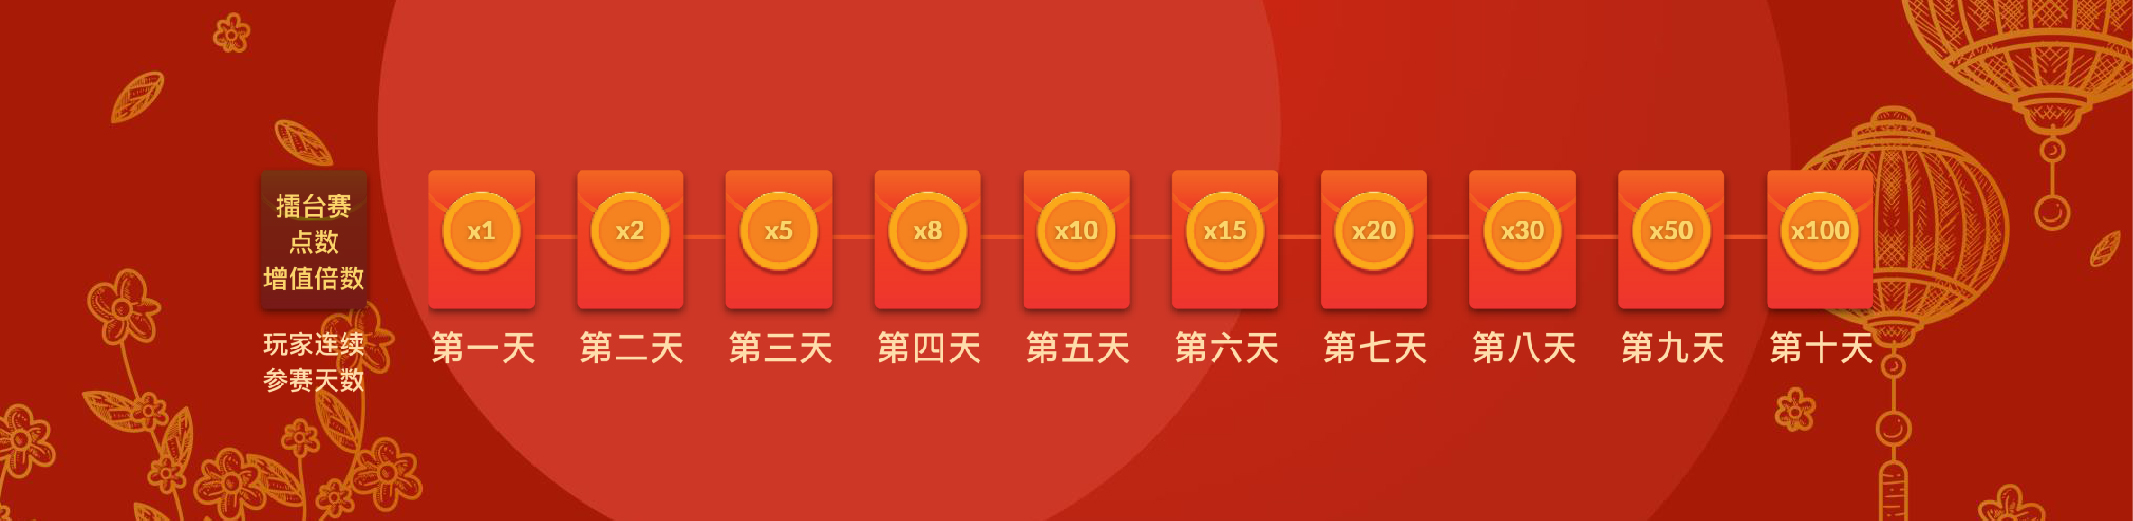 擂台赛
点数
增值倍数
x1
x2
x5
x8
x10
x15
x20
x30
x50
x100
玩家连续
参赛天数
第一天
第二天
第三天
第四天
第五天
第六天
第七天
第八天
第九天
第十天